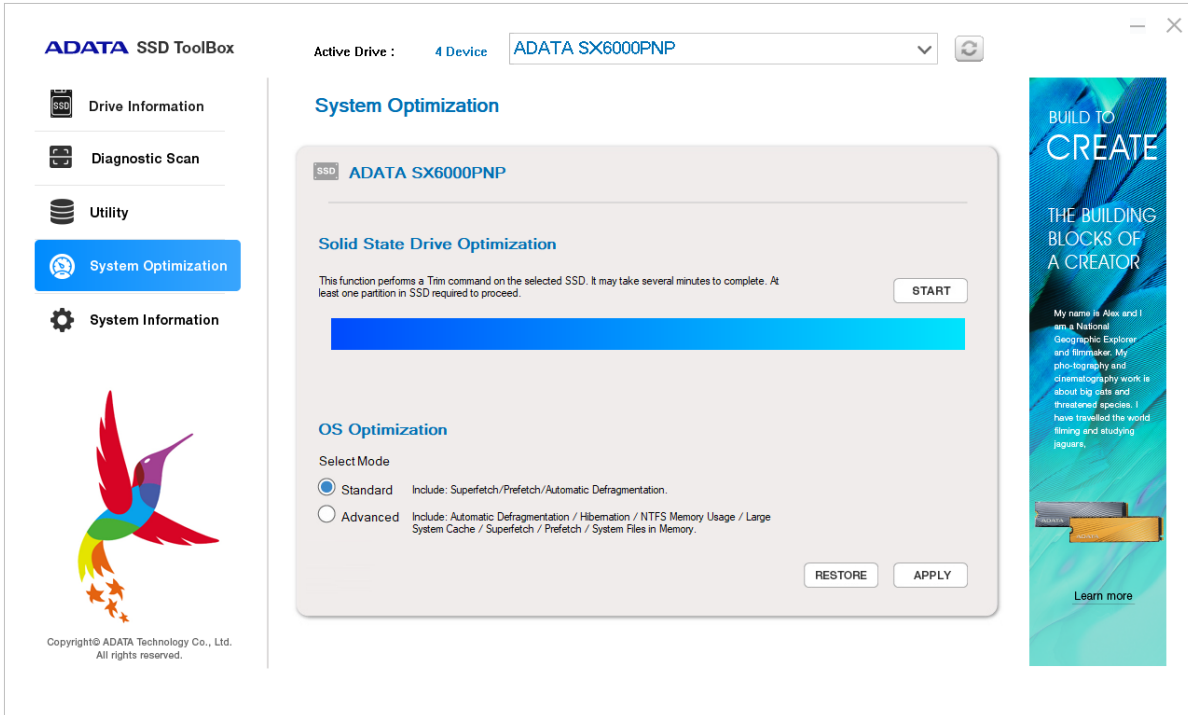 ADATA SSD ToolBox
Active Drive :
4 Device
ADATA SX6000PNP
Drive Information
Diagnostic Scan
Utility
System Optimization
System Information
Copyright© ADATA Technology Co., Ltd.
All rights reserved.
System Optimization
SSD
ADATA SX6000PNP
Solid State Drive Optimization
This function performs a Trim command on the selected SSD. It may take several minutes to complete. At
least one partition in SSD required to proceed.
START
OS Optimization
Select Mode
Standard
Include: Superfetch/Prefetch/Automatic Defragmentation.
Advanced
Include: Automatic Defragmentation / Hibernation / NTFS Memory Usage / Large
System Cache / Superfetch / Prefetch / System Files in Memory.
RESTORE
APPLY
BUILD TO
CREATE
THE BUILDING
BLOCKS OF
A CREATOR
My name is Alex and I
am a National
Geographic Explorer
and filmmaker. My
pho-tography and
cinematography work is
about big cats and
threatened species. I
have travelled the world
filming and studying
jaguars.
ADATA
ADATA
Learn more